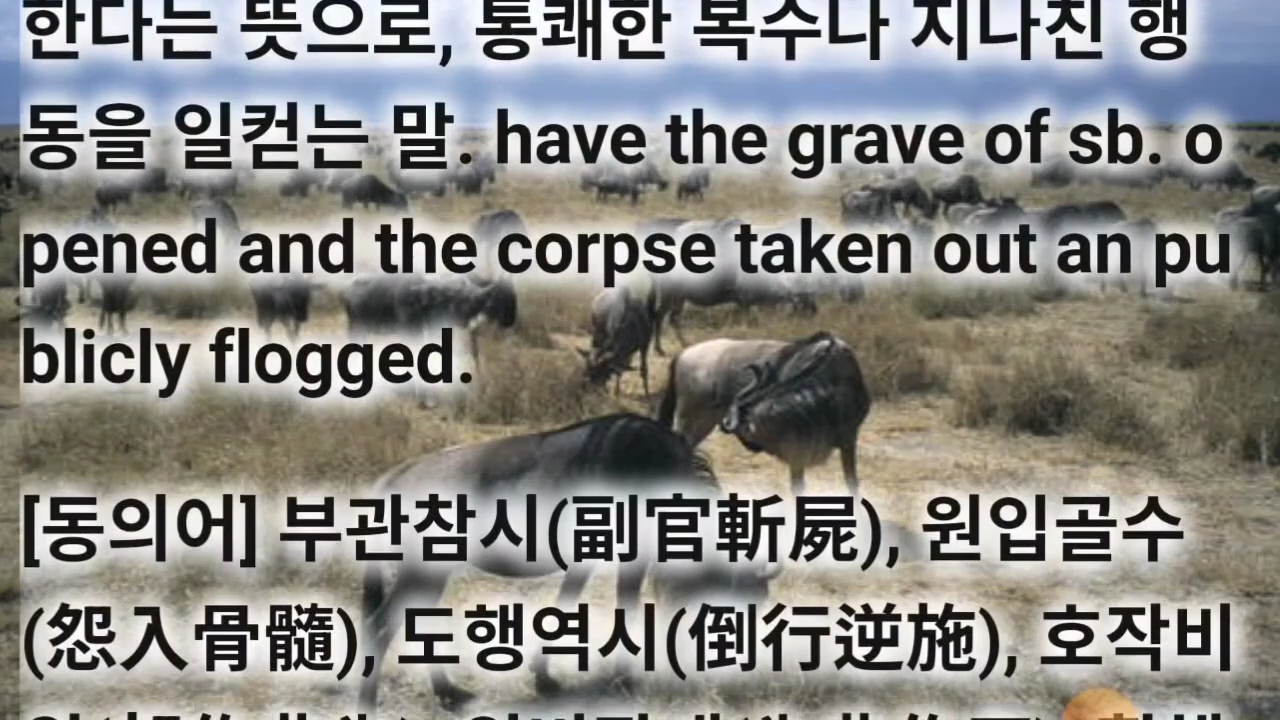 한다는 뜻으로, 통쾌한 복수나 지나친 행
동을 일컫는 말. have the grave of sb. o
pened and the corpse taken out an pu
blicly flogged.
[동의어] 부관참시(副官斬屍), 원입골수
(怨入骨髓), 도행역시(倒行逆施), 호작비